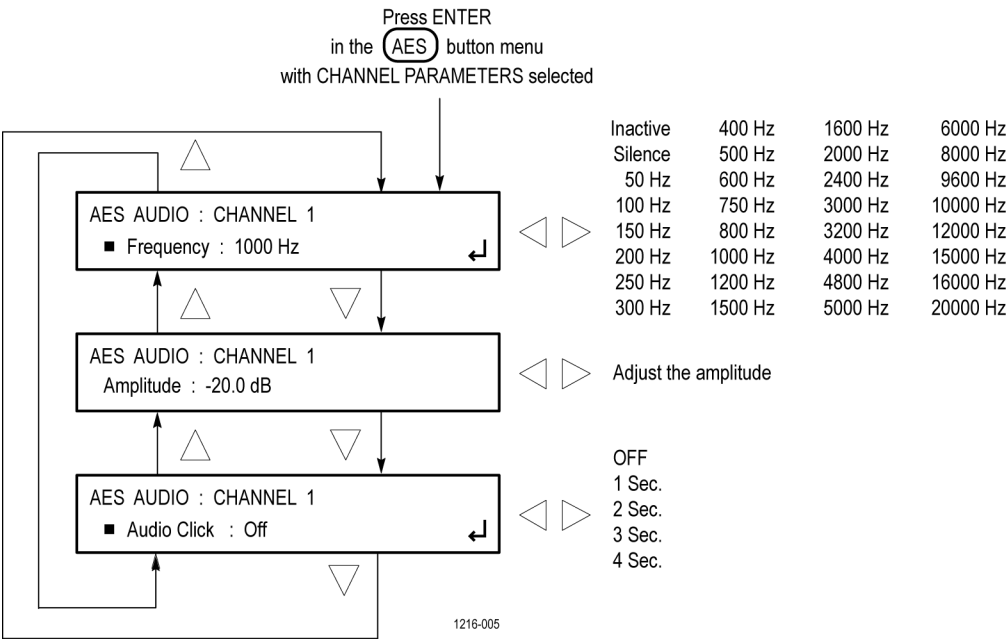 Press ENTER
in the AES button menu
with CHANNEL PARAMETERS selected
AES AUDIO : CHANNEL 1
■ Frequency : 1000 Hz
Inactive 400 Hz 1600 Hz 6000 Hz
Silence 500 Hz 2000 Hz 8000 Hz
50 Hz 600 Hz 2400 Hz 9600 Hz
100 Hz 750 Hz 3000 Hz 10000 Hz
150 Hz 800 Hz 3200 Hz 12000 Hz
200 Hz 1000 Hz 4000 Hz 15000 Hz
250 Hz 1200 Hz 4800 Hz 16000 Hz
300 Hz 1500 Hz 5000 Hz 20000 Hz
AES AUDIO : CHANNEL 1
Amplitude : -20.0 dB
Adjust the amplitude
AES AUDIO : CHANNEL 1
■ Audio Click : Off
OFF
1 Sec.
2 Sec.
3 Sec.
4 Sec.
1216-005